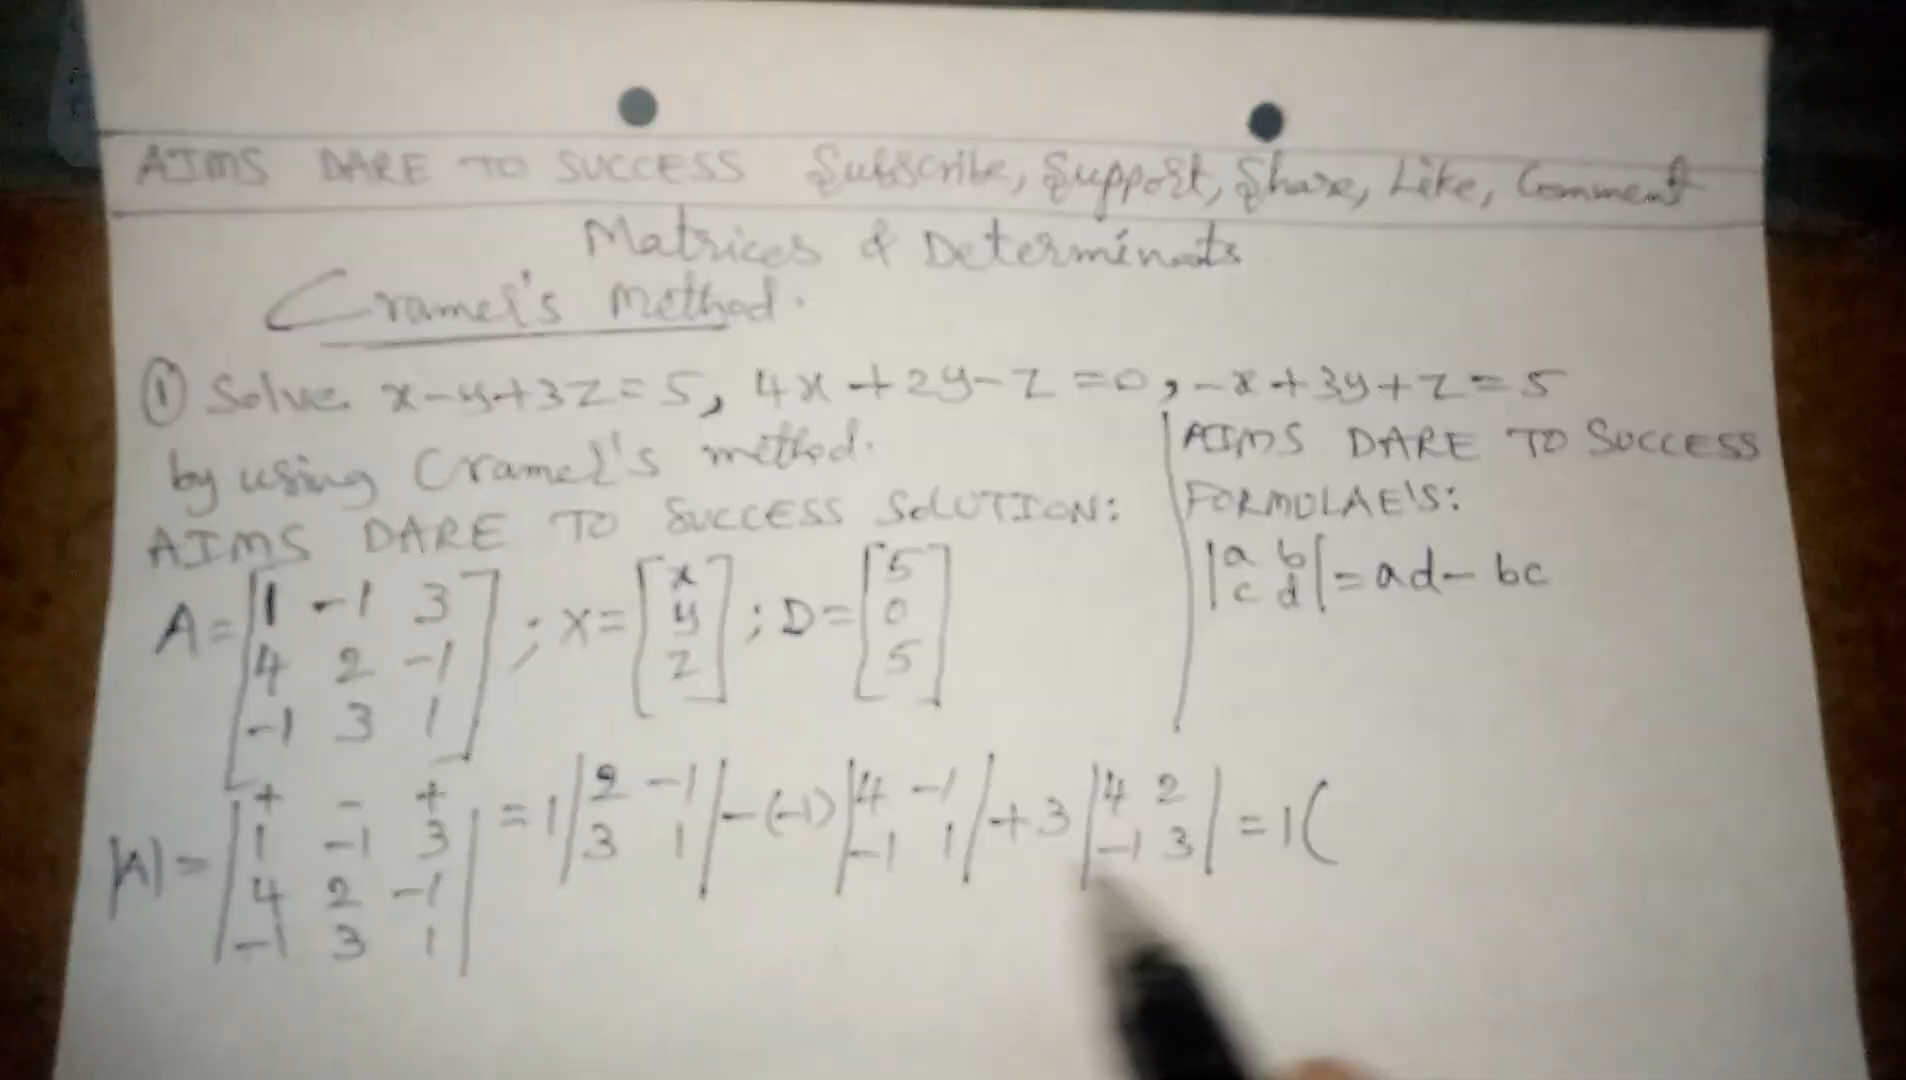 AIMS DARE TO SUCCESS Subscribe, Support, Share, Like, Comment
Matrices & Determinants
Cramer's Method.
① Solve x-y+3z=5, 4x+2y-z=0, -x+3y+z=5
by using Cramer's method.
AIMS DARE TO SUCCESS SOLUTION:
A=[1 -1 3
4 2 -1
-1 3 1] ; X=[x
y
z] ; D=[5
0
5]
|A|=|+ - +
1 -1 3
4 2 -1
-1 3 1| = 1|2 -1
3 1| -(-1)|4 -1
-1 1| +3|4 2
-1 3| = 1(
AIMS DARE TO SUCCESS
FORMULAE'S:
|a b
c d| = ad - bc